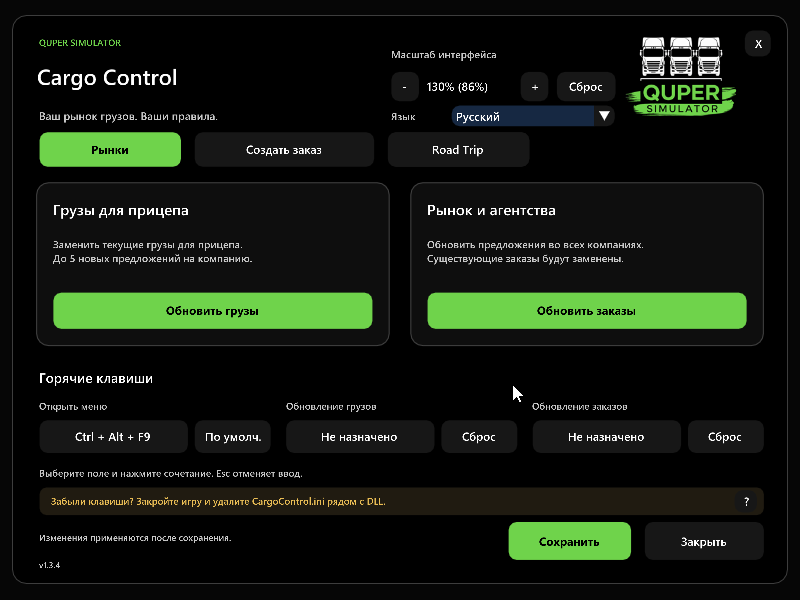 QUPER SIMULATOR
Cargo Control
Ваш рынок грузов. Ваши правила.
Масштаб интерфейса
-
130% (86%)
+
Сброс
Язык
Русский
QUPER
SIMULATOR
X
Рынки
Создать заказ
Road Trip
Грузы для прицепа
Заменить текущие грузы для прицепа.
До 5 новых предложений на компанию.
Обновить грузы
Рынок и агентства
Обновить предложения во всех компаниях.
Существующие заказы будут заменены.
Обновить заказы
Горячие клавиши
Открыть меню
Ctrl + Alt + F9
По умолч.
Обновление грузов
Не назначено
Сброс
Обновление заказов
Не назначено
Сброс
Выберите поле и нажмите сочетание. Esc отменяет ввод.
Забыли клавиши? Закройте игру и удалите CargoControl.ini рядом с DLL.
?
Изменения применяются после сохранения.
Сохранить
Закрыть
v1.3.4